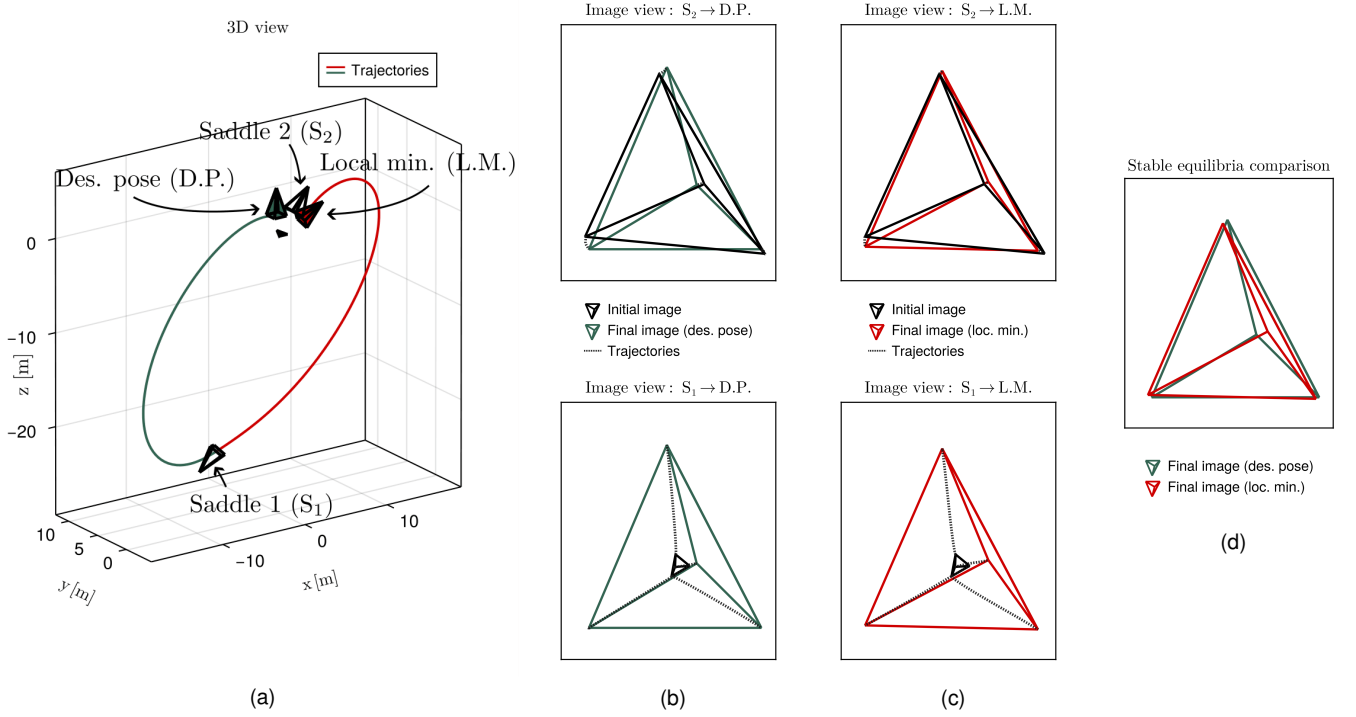 3D view
Trajectories
Saddle 2 (S₂)
Local min. (L.M.)
Des. pose (D.P.)
0
−10
−20
z [m]
Saddle 1 (S₁)
10
5
0
y [m]
−10
0
10
x [m]
(a)
Image view: S₂→D.P.
Initial image
Final image (des. pose)
Trajectories
Image view: S₁→D.P.
(b)
Image view: S₂→L.M.
Initial image
Final image (loc. min.)
Trajectories
Image view: S₁→L.M.
(c)
Stable equilibria comparison
Final image (des. pose)
Final image (loc. min.)
(d)